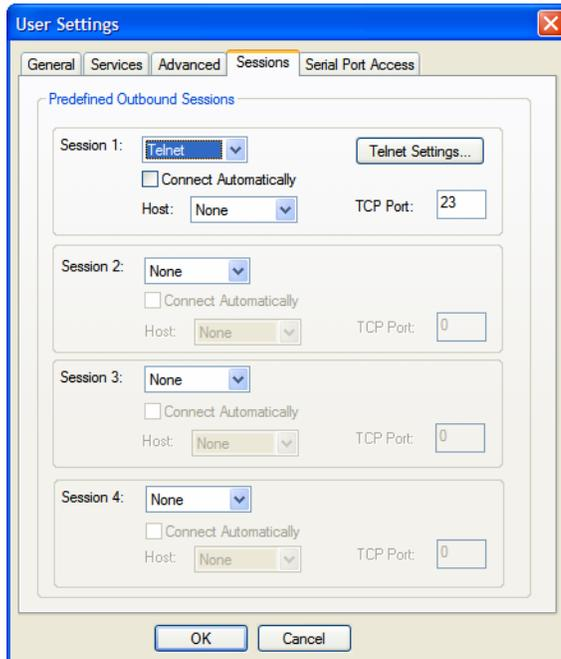 User Settings
General Services Advanced Sessions Serial Port Access
Predefined Outbound Sessions
Session 1: Telnet Telnet Settings...
Connect Automatically
Host: None TCP Port: 23
Session 2: None
Connect Automatically
Host: None TCP Port: 0
Session 3: None
Connect Automatically
Host: None TCP Port: 0
Session 4: None
Connect Automatically
Host: None TCP Port: 0
OK Cancel